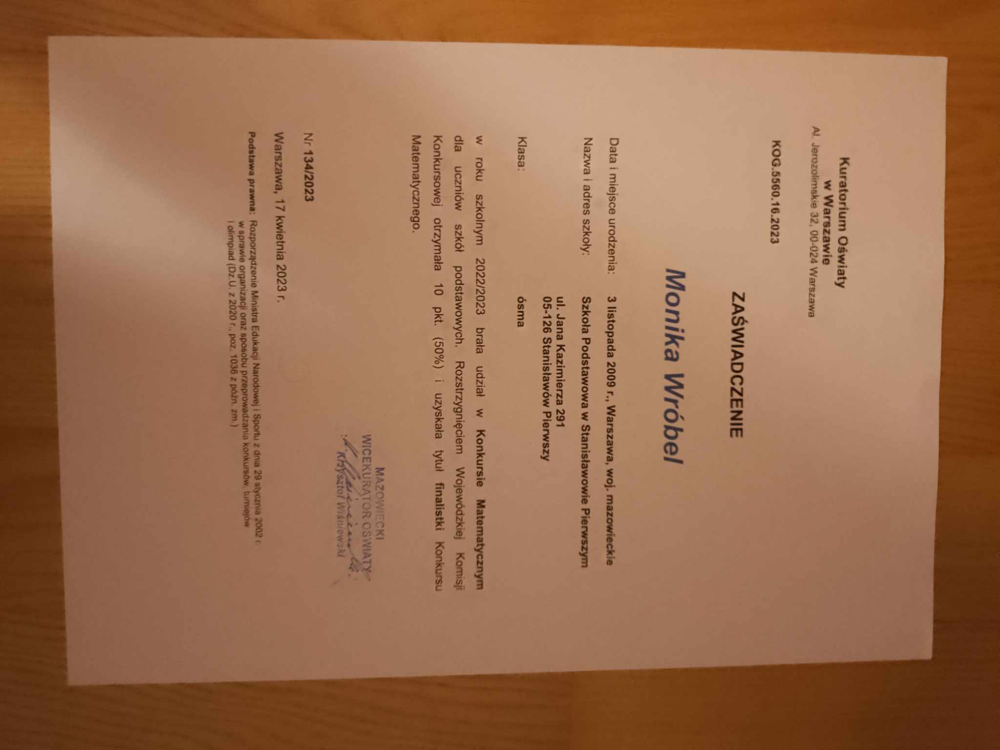 Kuratorium Oświaty
w Warszawie
Al. Jerozolimskie 32, 00-024 Warszawa
KOG.5560.16.2023
ZAŚWIADCZENIE
Monika Wróbel
Data i miejsce urodzenia: 3 listopada 2009 r., Warszawa, woj. mazowieckie
Nazwa i adres szkoły: Szkoła Podstawowa w Stanisławowie Pierwszym
ul. Jana Kazimierza 291
05-126 Stanisławów Pierwszy
Klasa: ósma
w roku szkolnym 2022/2023 brała udział w Konkursie Matematycznym
dla uczniów szkół podstawowych. Rozstrzygnięciem Wojewódzkiej Komisji
Konkursowej otrzymała 10 pkt. (50%) i uzyskała tytuł finalistki Konkursu
Matematycznego.
MAZOWIECKI
WICEKURATOR OŚWIATY
Krzysztof Wiśniewski
Nr 134/2023
Warszawa, 17 kwietnia 2023 r.
Podstawa prawna: Rozporządzenie Ministra Edukacji Narodowej i Sportu z dnia 29 stycznia 2002 r.
w sprawie organizacji oraz sposobu przeprowadzania konkursów, turniejów
i olimpiad (Dz.U. z 2020 r., poz. 1036 z późn. zm.)